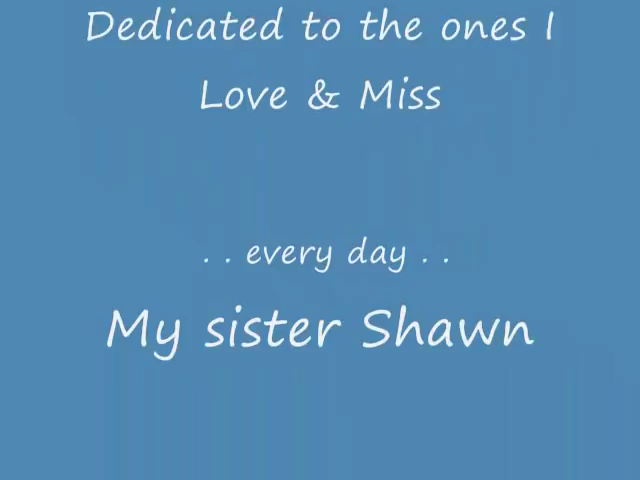 Dedicated to the ones I
Love & Miss
. . every day . .
My sister Shawn